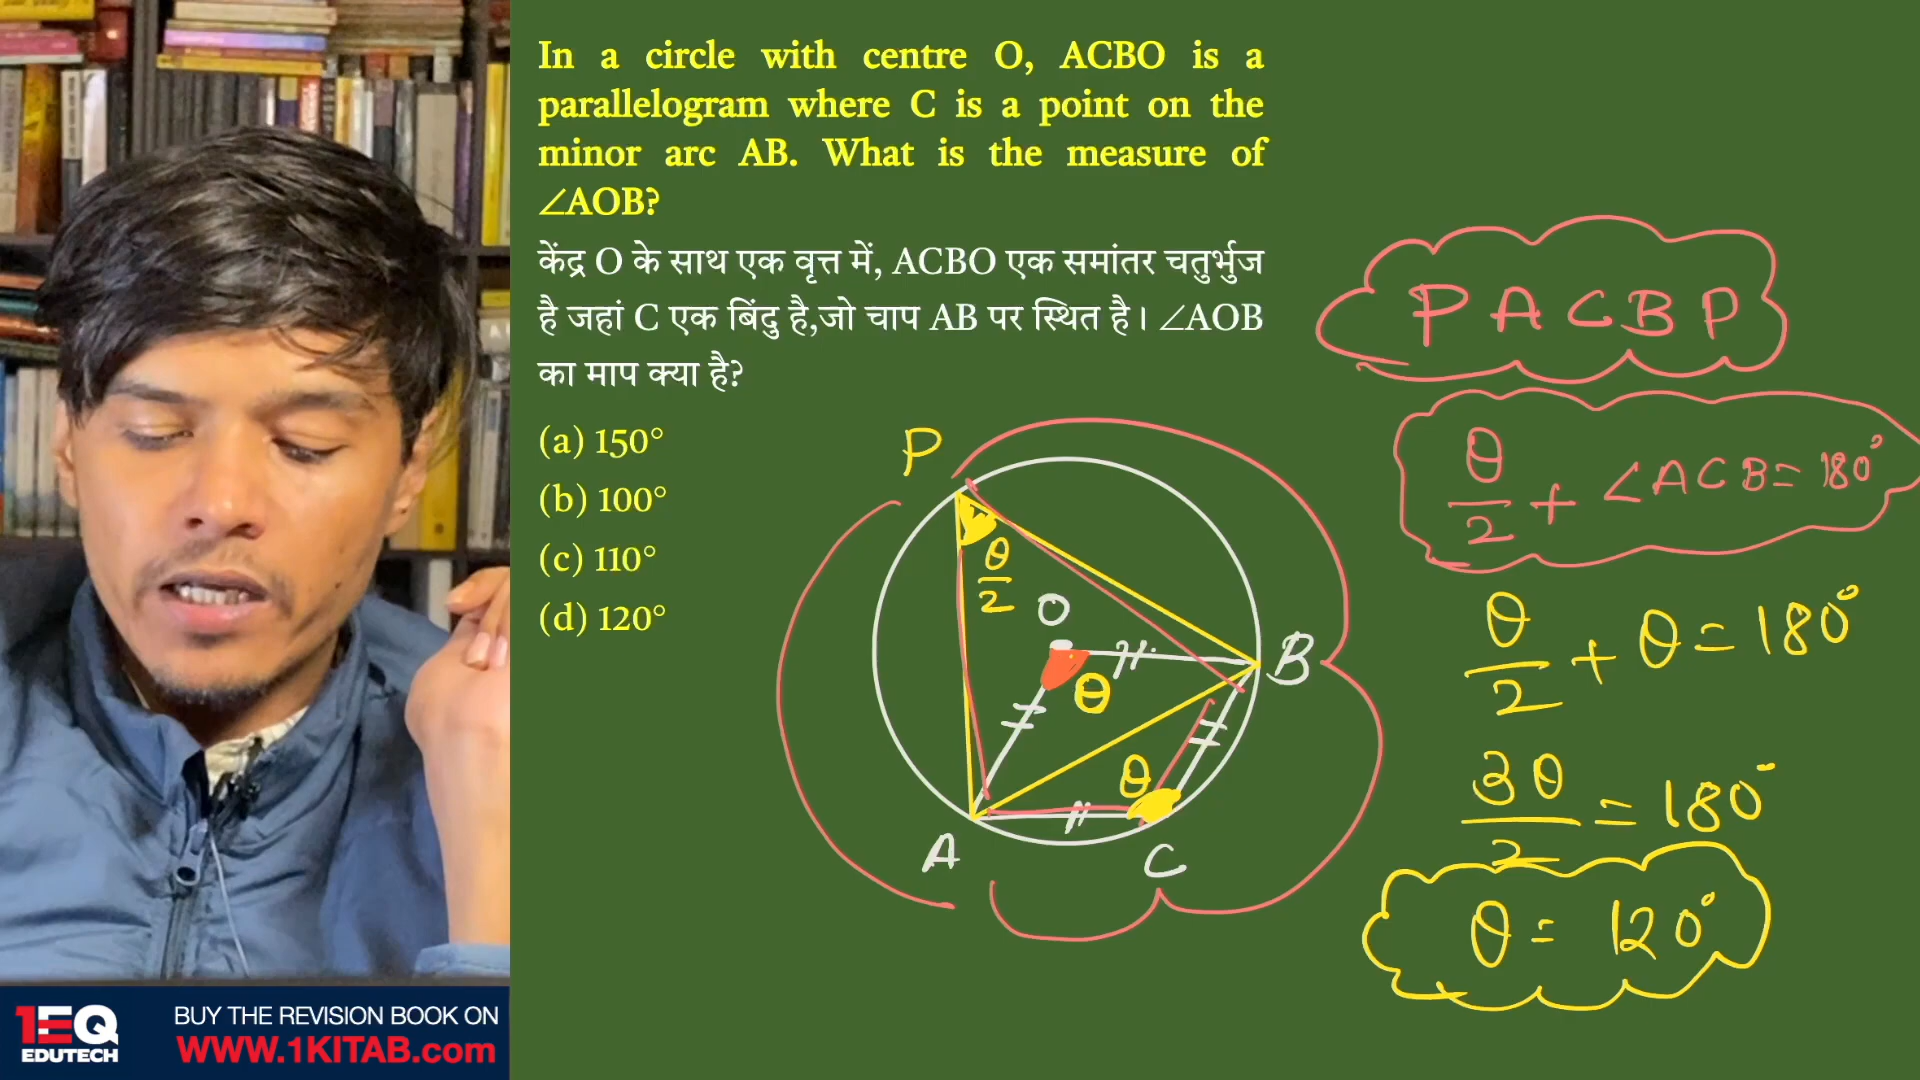 In a circle with centre O, ACBO is a
parallelogram where C is a point on the
minor arc AB. What is the measure of
∠AOB?
केंद्र O के साथ एक वृत्त में, ACBO एक समांतर चतुर्भुज
है जहां C एक बिंदु है,जो चाप AB पर स्थित है। ∠AOB
का माप क्या है?
(a) 150°
(b) 100°
(c) 110°
(d) 120°
P
θ/2
O
θ
B
θ
A
C
PACBP
θ/2 + ∠ACB = 180°
θ/2 + θ = 180°
3θ/2 = 180°
θ = 120°
1EQ
EDUTECH
BUY THE REVISION BOOK ON
WWW.1KITAB.com